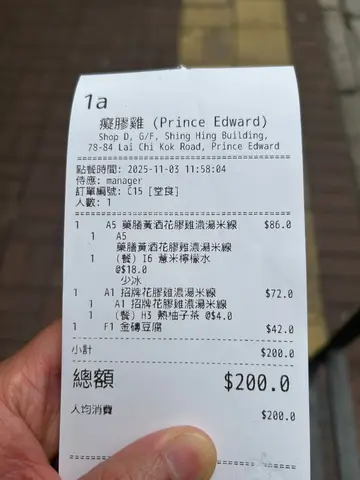 1a
癡膠雞 (Prince Edward)
Shop D, G/F, Shing Hing Building,
78-84 Lai Chi Kok Road, Prince Edward
點餐時間: 2025-11-03 11:58:04
侍應: manager
訂單編號: C15 [堂食]
人數: 1
1 A5 藥膳黃酒花膠雞濃湯米線 $86.0
1 A5
藥膳黃酒花膠雞濃湯米線
1 (餐) I6 薏米檸檬水
@$18.0
少冰
1 A1 招牌花膠雞濃湯米線 $72.0
1 A1 招牌花膠雞濃湯米線
1 (餐) H3 熱柚子茶 @$4.0
1 F1 金磚豆腐 $42.0
小計 $200.0
總額 $200.0
人均消費 $200.0